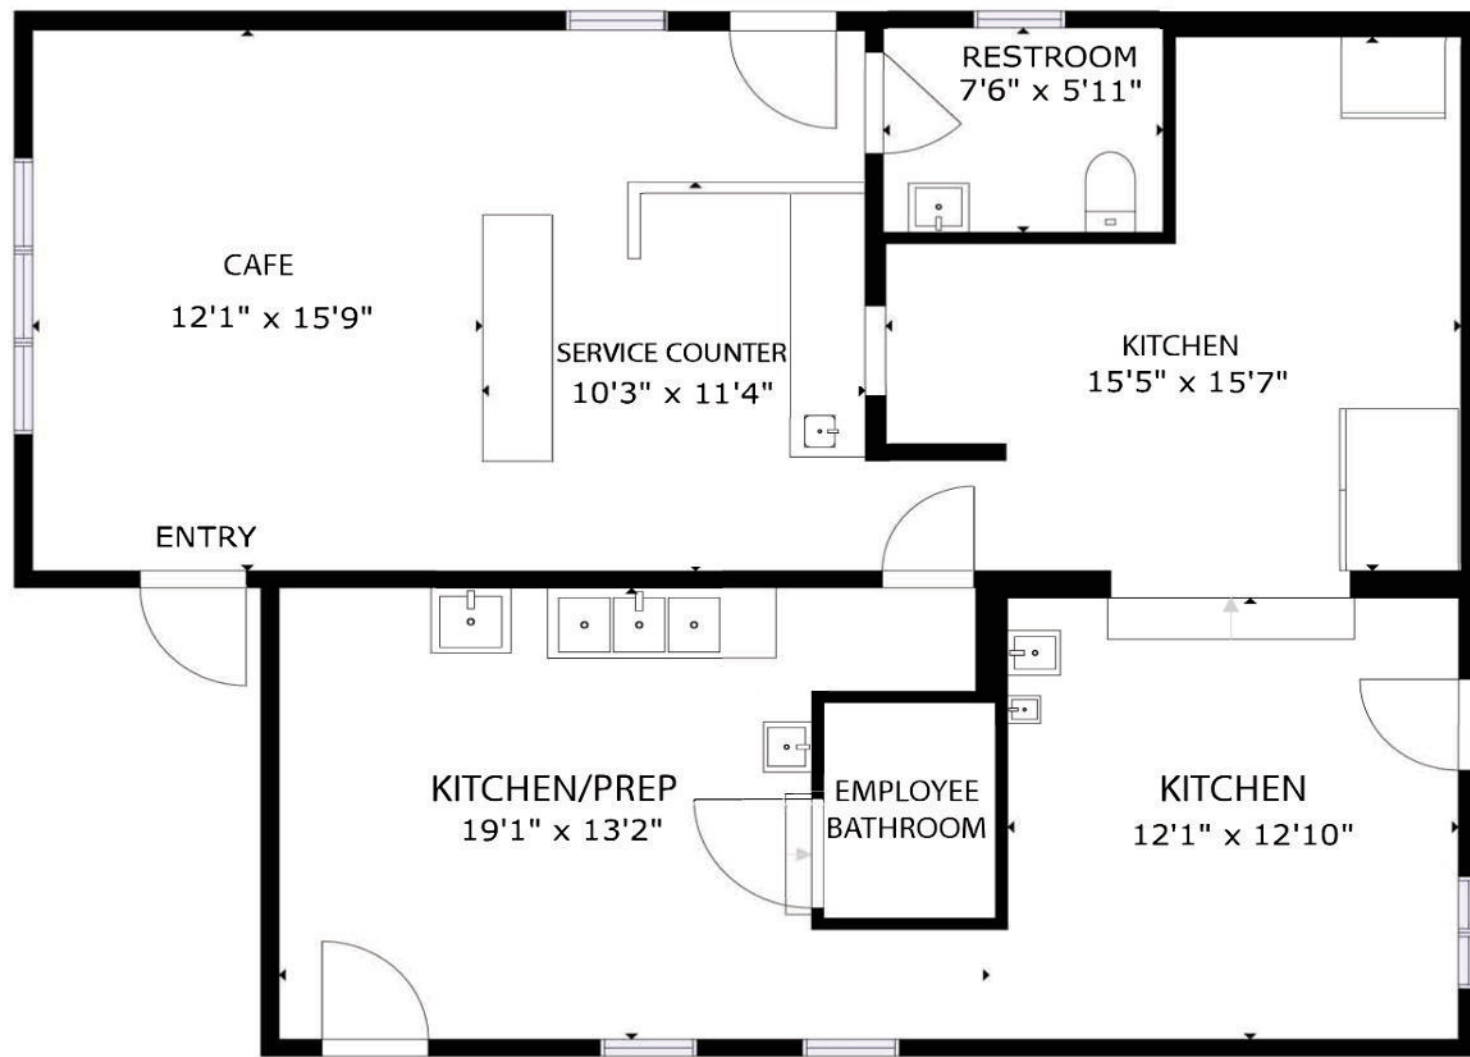 RESTROOM
7'6" x 5'11"
CAFE
12'1" x 15'9"
SERVICE COUNTER
10'3" x 11'4"
KITCHEN
15'5" x 15'7"
ENTRY
KITCHEN/PREP
19'1" x 13'2"
EMPLOYEE
BATHROOM
KITCHEN
12'1" x 12'10"